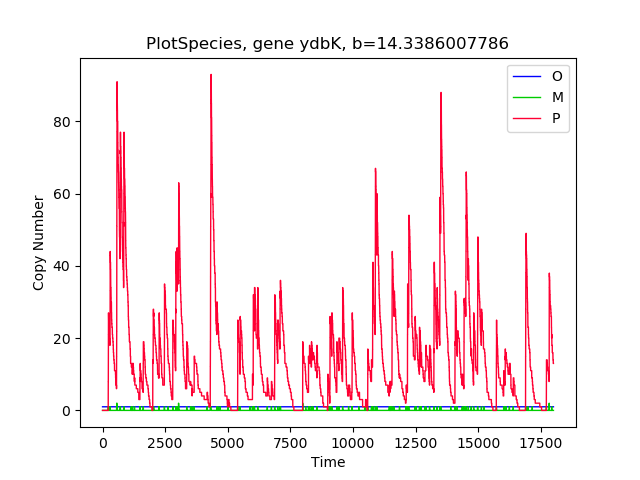 PlotSpecies, gene ydbK, b=14.3386007786
O
M
P
Copy Number
80
60
40
20
0
0 2500 5000 7500 10000 12500 15000 17500
Time